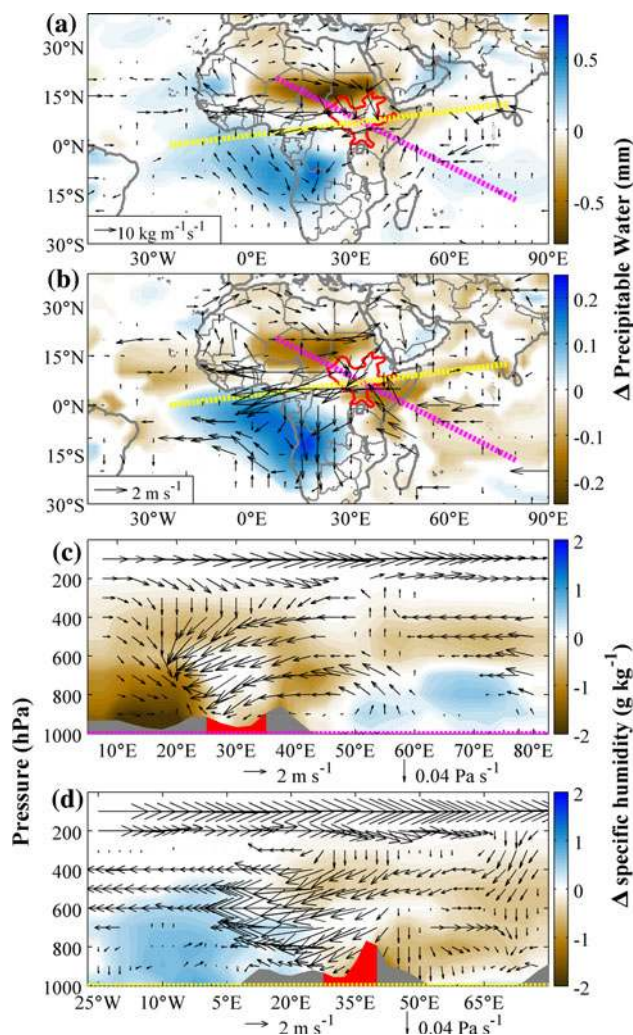 (a)
30°N
15°N
0°N
15°S
30°S
10 kg m⁻¹s⁻¹
30°W 0°E 30°E 60°E 90°E
0.5
0
-0.5
(b)
30°N
15°N
0°N
15°S
30°S
2 m s⁻¹
30°W 0°E 30°E 60°E 90°E
0.2
0.1
0
-0.1
-0.2
Δ Precipitable Water (mm)
(c)
200
400
600
800
1000
10°E 20°E 30°E 40°E 50°E 60°E 70°E 80°E
2 m s⁻¹ 0.04 Pa s⁻¹
2
1
0
-1
-2
(d)
200
400
600
800
1000
25°W 10°W 5°E 20°E 35°E 50°E 65°E
2 m s⁻¹ 0.04 Pa s⁻¹
2
1
0
-1
-2
Pressure (hPa)
Δ specific humidity (g kg⁻¹)